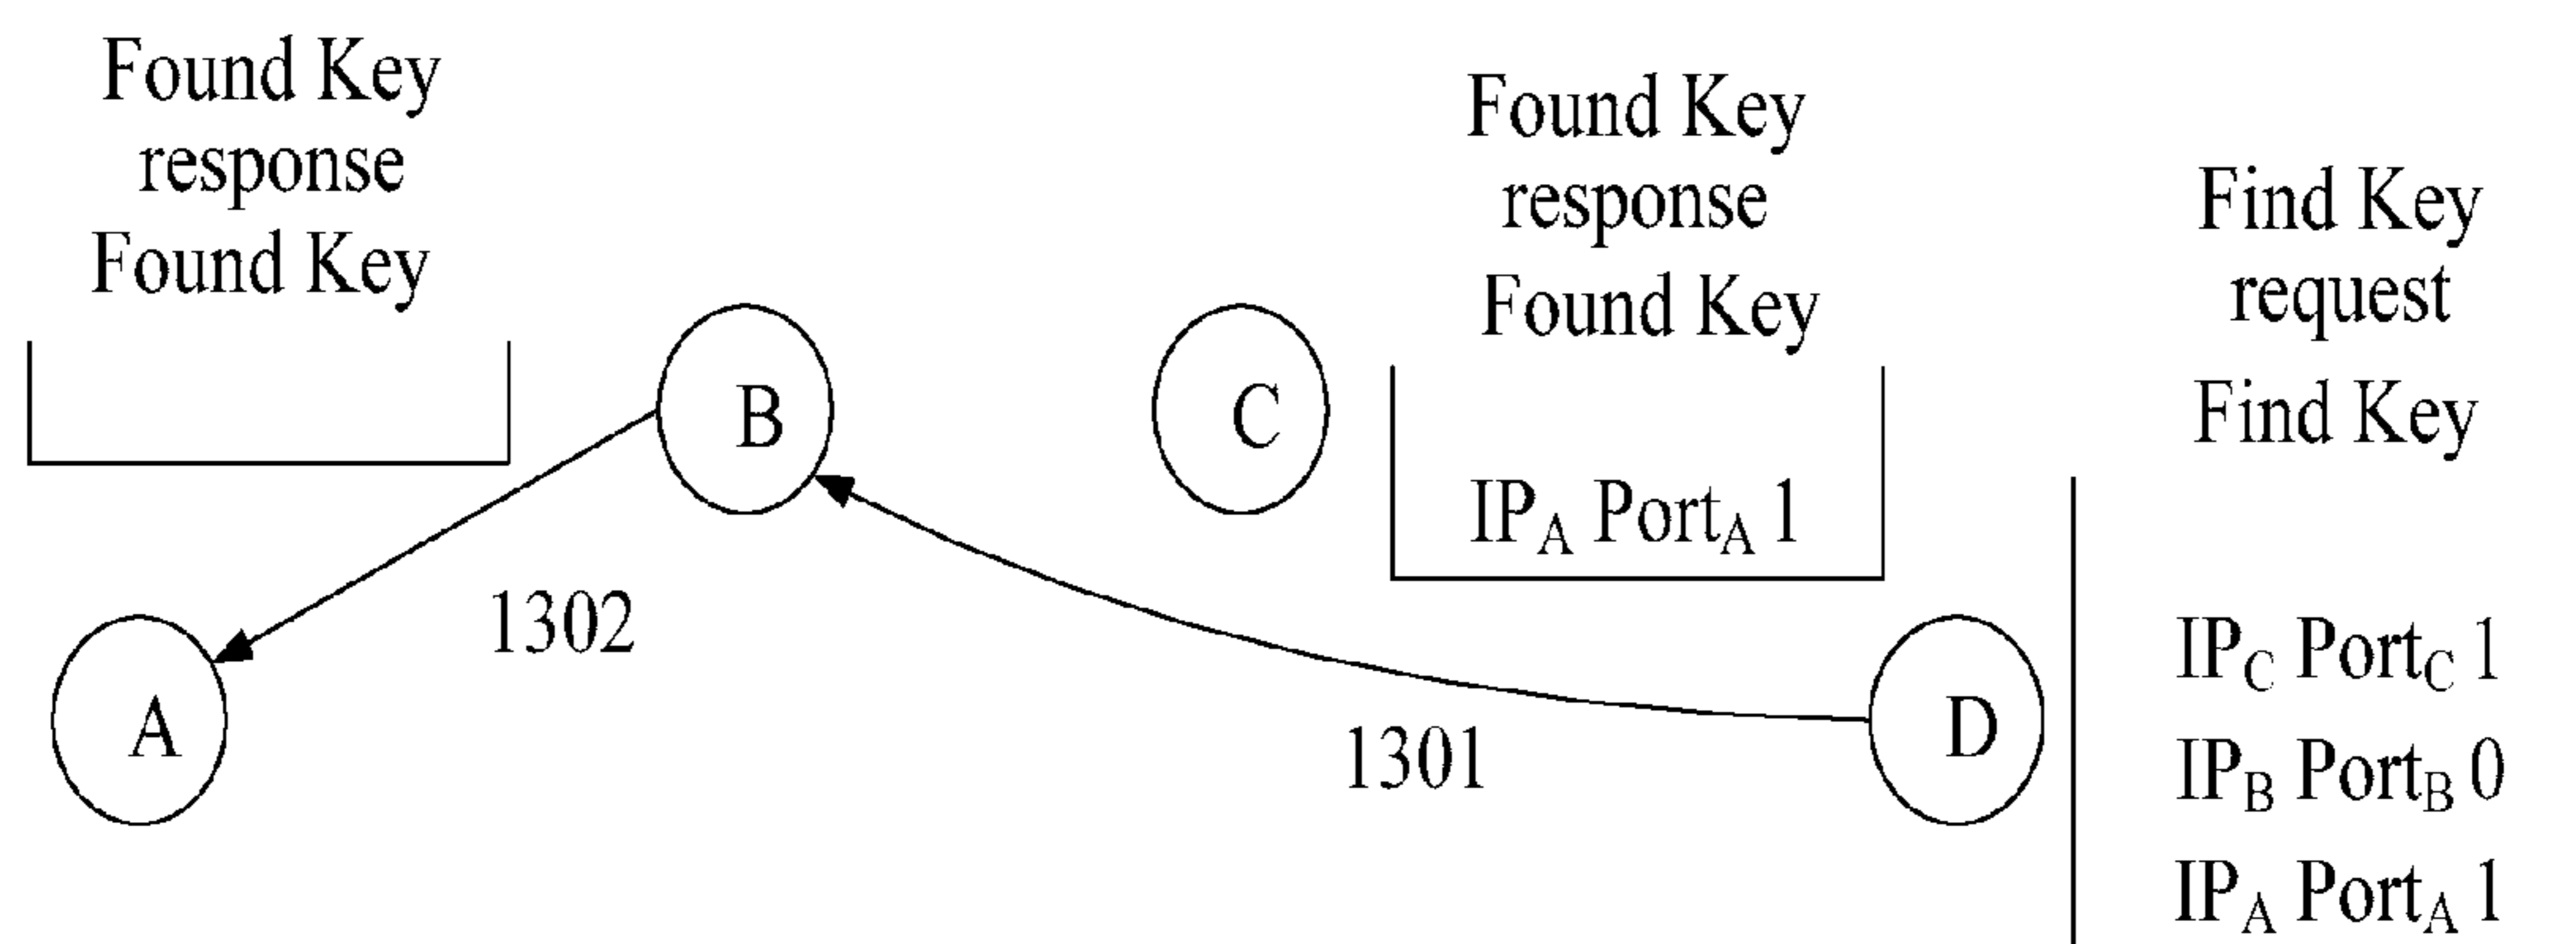 Found Key
response
Found Key
B
A
1302
C
Found Key
response
Found Key
IPA PortA 1
1301
D
Find Key
request
Find Key
IPC PortC 1
IPB PortB 0
IPA PortA 1